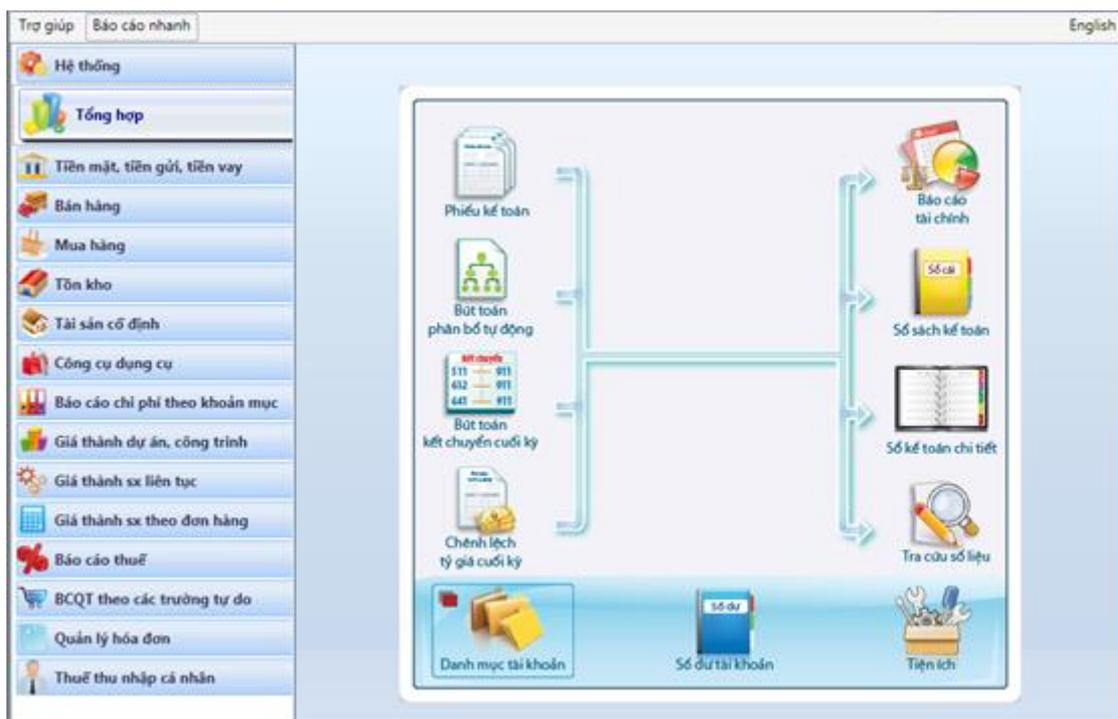 Trợ giúp Báo cáo nhanh English
Hệ thống
Tổng hợp
Tiền mặt, tiền gửi, tiền vay
Bán hàng
Mua hàng
Tồn kho
Tài sản cố định
Công cụ dụng cụ
Báo cáo chi phí theo khoản mục
Giá thành dự án, công trình
Giá thành sx liên tục
Giá thành sx theo đơn hàng
Báo cáo thuế
BCQT theo các trường tự do
Quản lý hóa đơn
Thuế thu nhập cá nhân
Phiếu kế toán
Bút toán
phân bổ tự động
Kết chuyển
511 911
632 911
641 911
Bút toán
kết chuyển cuối kỳ
Chênh lệch
tỷ giá cuối kỳ
Báo cáo
tài chính
Sổ cái
Sổ sách kế toán
Sổ kế toán chi tiết
Tra cứu số liệu
Danh mục tài khoản
Số dư
Số dư tài khoản
Tiện ích